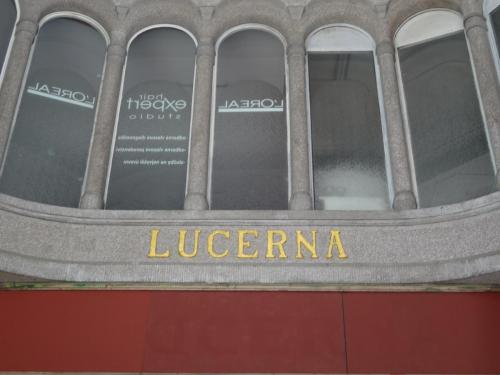 L'ORÉAL
hair
expert
studio
L'ORÉAL
LUCERNA